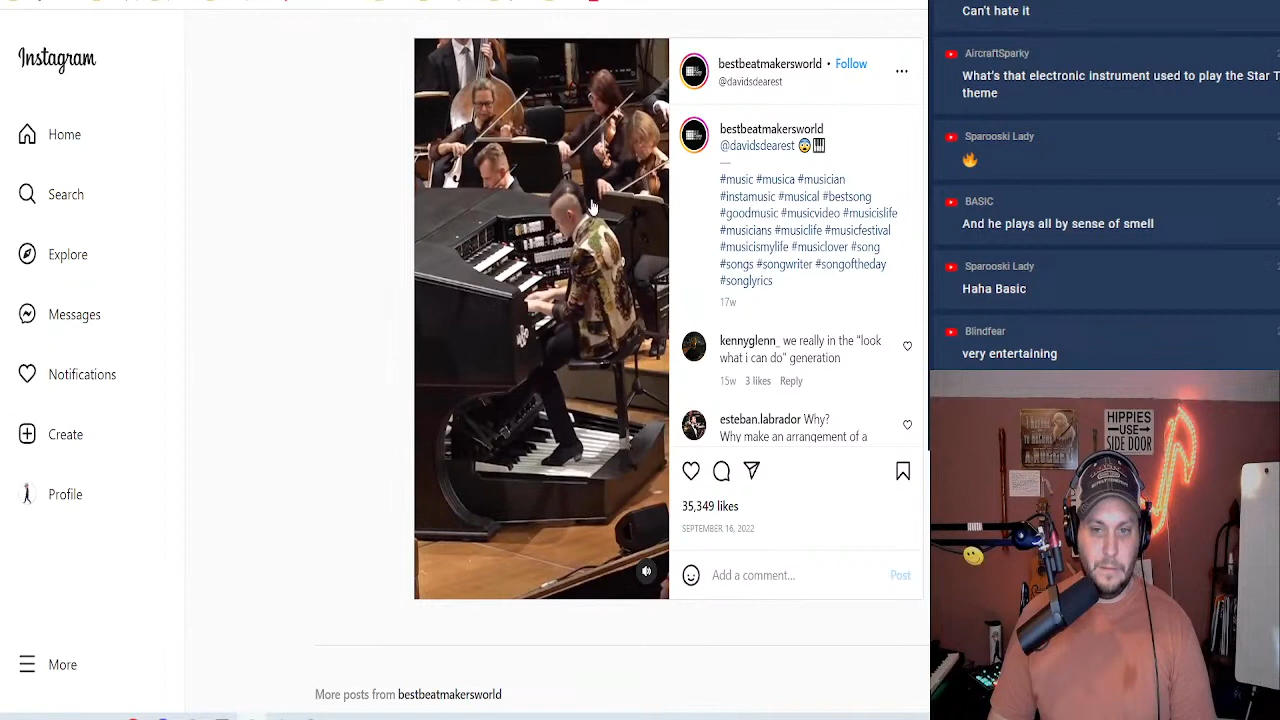 Instagram
Home
Search
Explore
Messages
Notifications
Create
Profile
More
bestbeatmakersworld • Follow
@davidsdearest
bestbeatmakersworld
@davidsdearest 😨🎹
—
#music #musica #musician
#instamusic #musical #bestsong
#goodmusic #musicvideo #musicislife
#musicians #musiclife #musicfestival
#musicismylife #musiclover #song
#songs #songwriter #songoftheday
#songlyrics
17w
kennyglenn_ we really in the "look
what i can do" generation
15w 3 likes Reply
esteban.labrador Why?
Why make an arrangement of a
35,349 likes
SEPTEMBER 16, 2022
Add a comment...
Post
More posts from bestbeatmakersworld
Can't hate it
AircraftSparky
What's that electronic instrument used to play the Star T
theme
Sparooski Lady
🔥
BASIC
And he plays all by sense of smell
Sparooski Lady
Haha Basic
Blindfear
very entertaining
HIPPIES
USE
SIDE DOOR